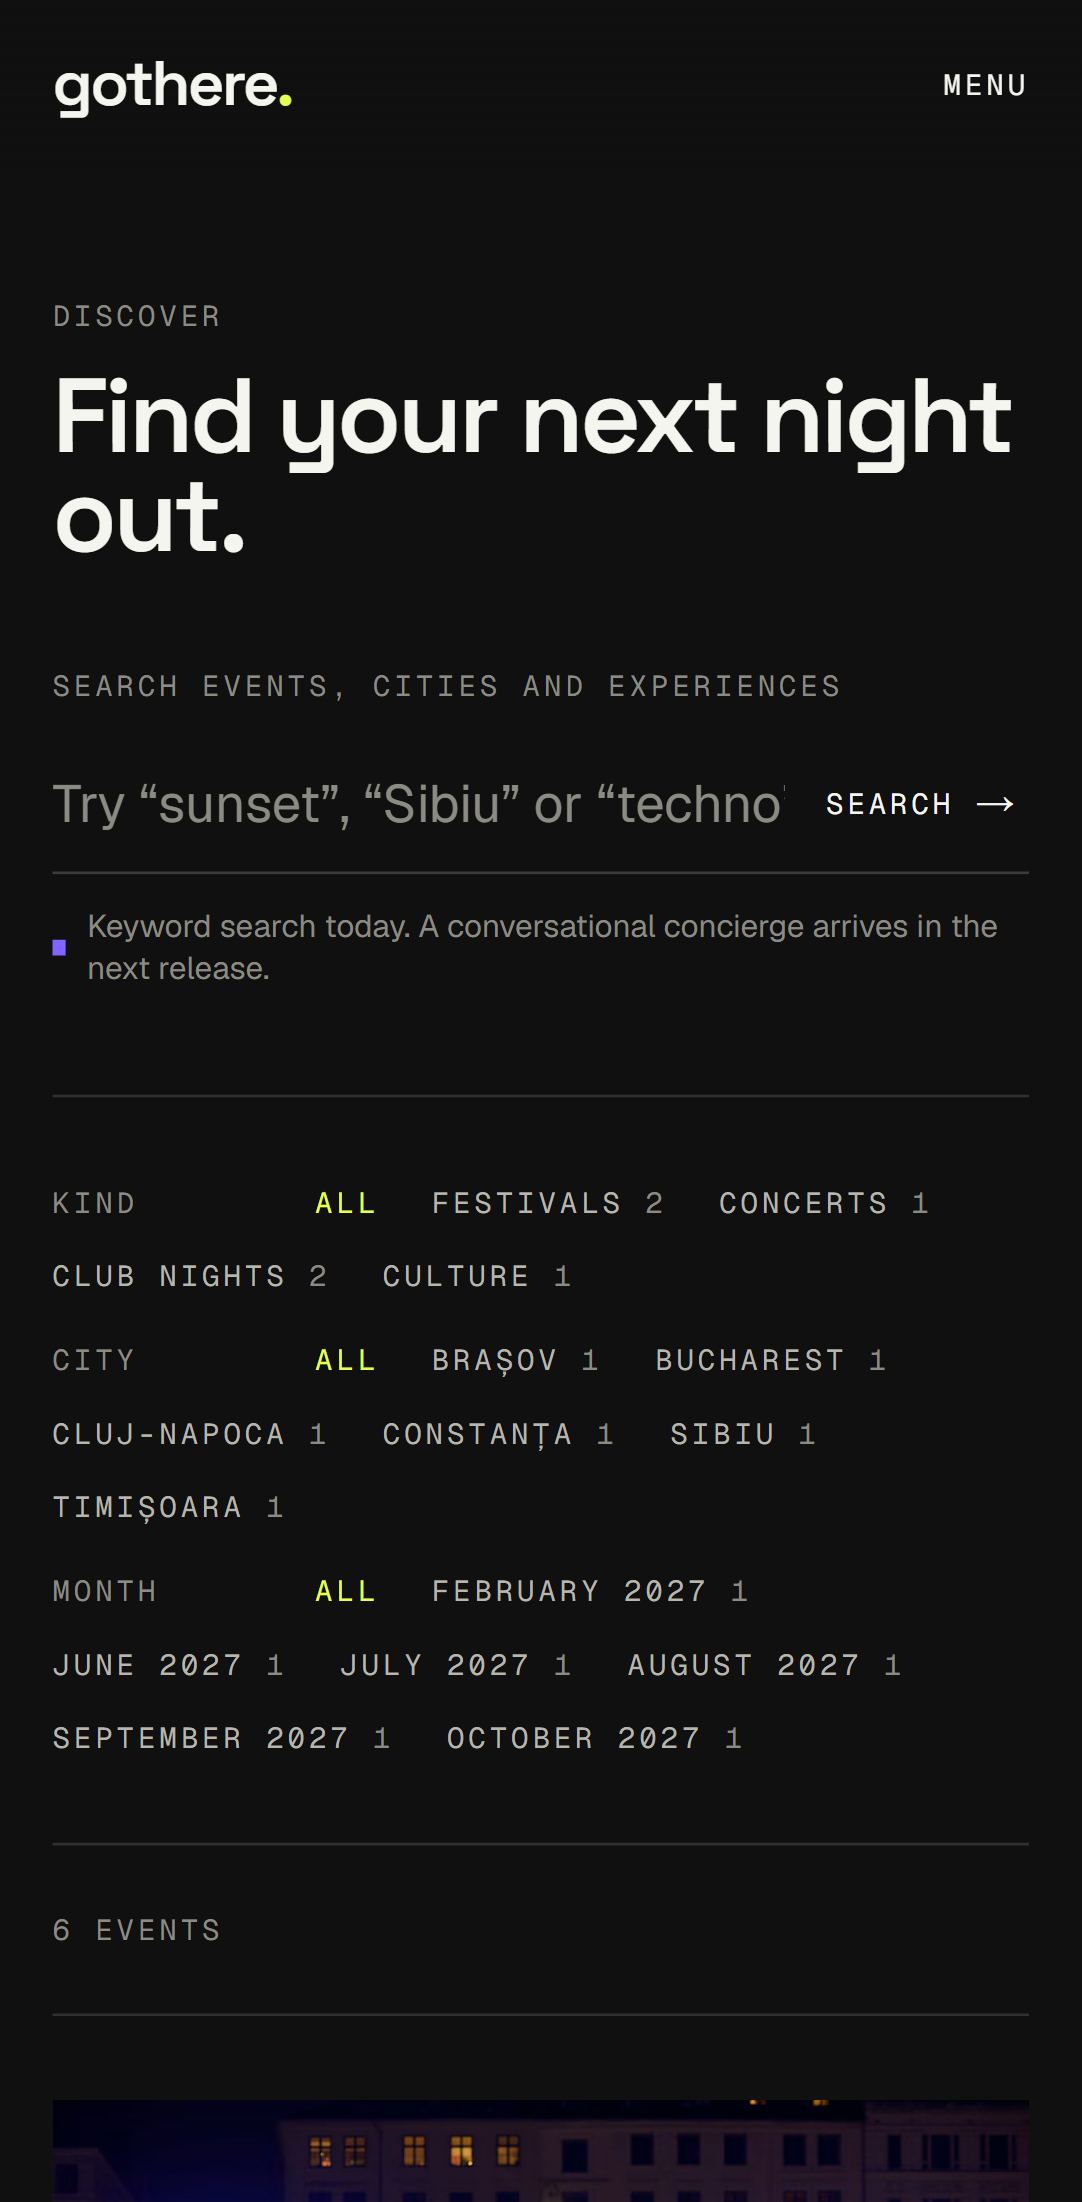 gothere.
MENU
DISCOVER
Find your next night
out.
SEARCH EVENTS, CITIES AND EXPERIENCES
Try “sunset”, “Sibiu” or “techno
SEARCH →
Keyword search today. A conversational concierge arrives in the
next release.
KIND ALL FESTIVALS 2 CONCERTS 1
CLUB NIGHTS 2 CULTURE 1
CITY ALL BRAȘOV 1 BUCHAREST 1
CLUJ-NAPOCA 1 CONSTANȚA 1 SIBIU 1
TIMIȘOARA 1
MONTH ALL FEBRUARY 2027 1
JUNE 2027 1 JULY 2027 1 AUGUST 2027 1
SEPTEMBER 2027 1 OCTOBER 2027 1
6 EVENTS